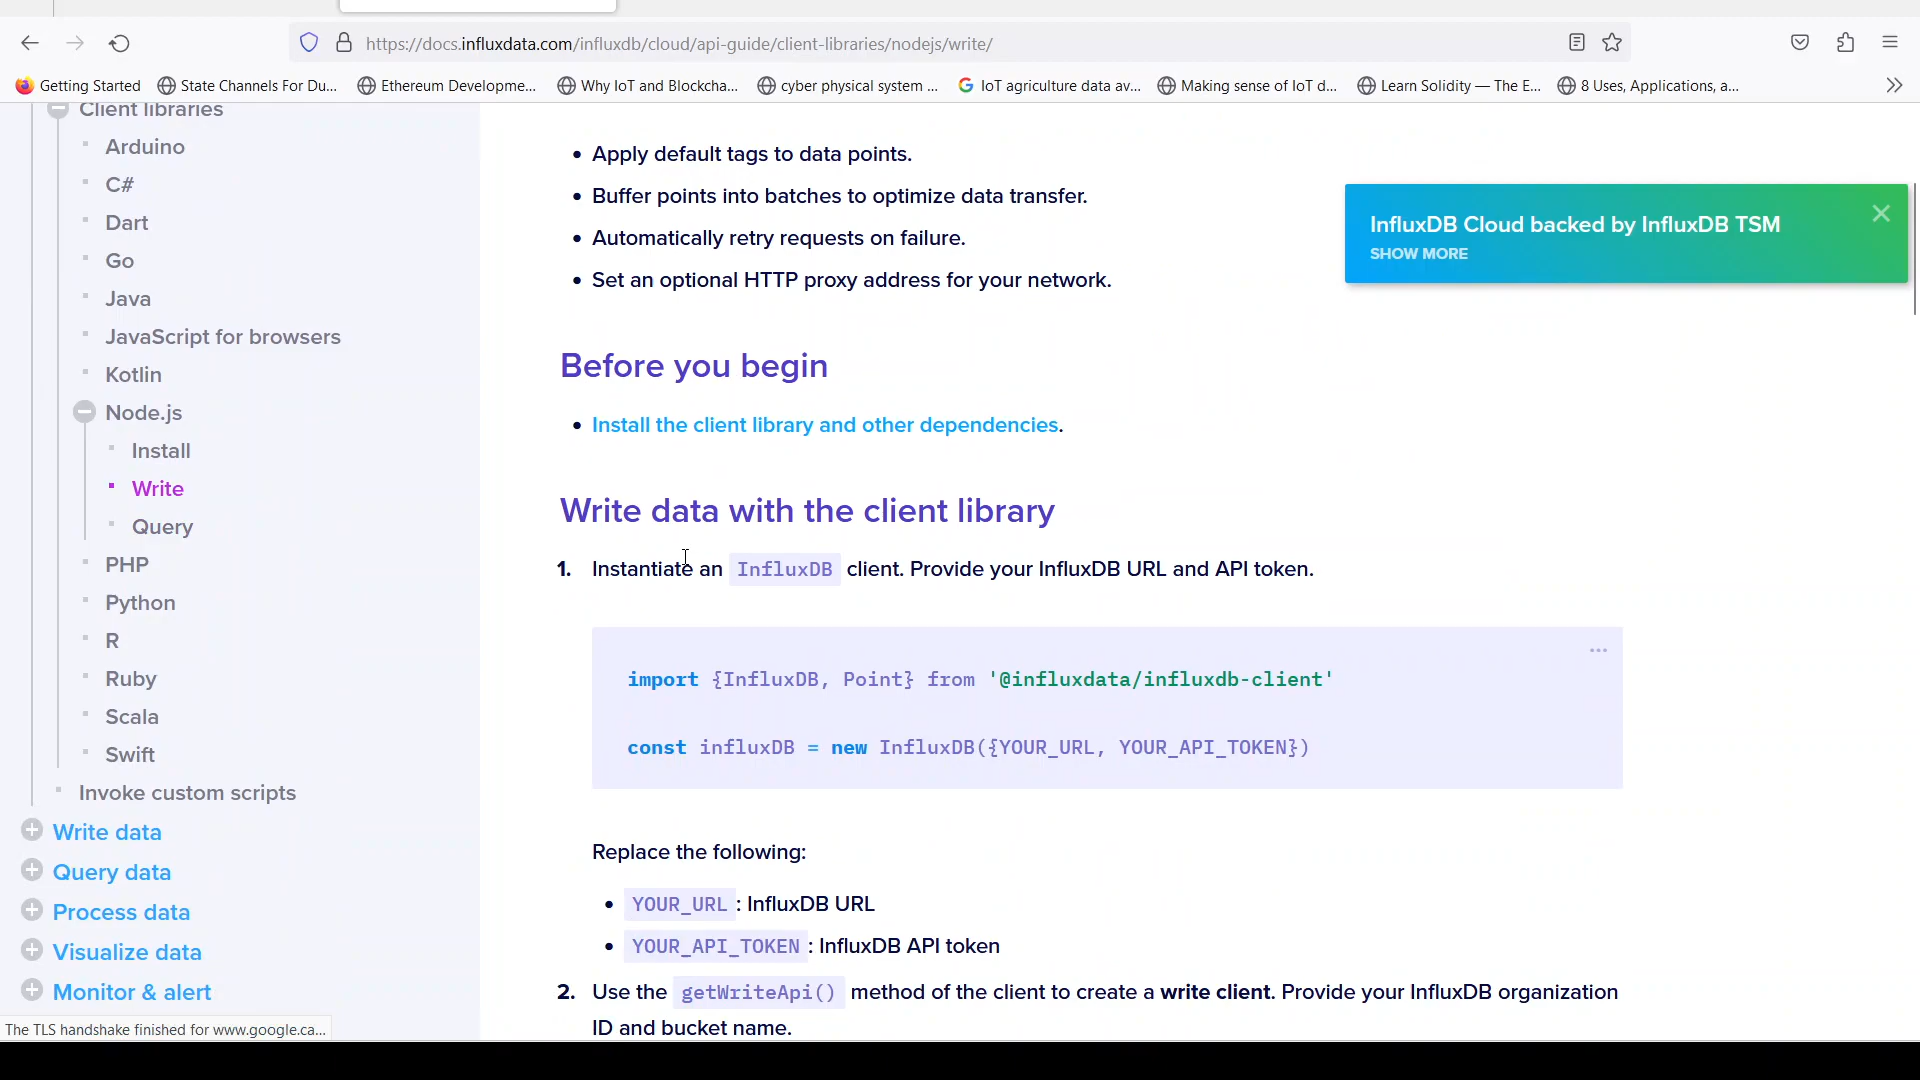 https://docs.influxdata.com/influxdb/cloud/api-guide/client-libraries/nodejs/write/
Getting Started
State Channels For Du...
Ethereum Developme...
Why IoT and Blockcha...
cyber physical system ...
IoT agriculture data av...
Making sense of IoT d...
Learn Solidity — The E...
8 Uses, Applications, a...
Client libraries
Arduino
C#
Dart
Go
Java
JavaScript for browsers
Kotlin
Node.js
Install
Write
Query
PHP
Python
R
Ruby
Scala
Swift
Invoke custom scripts
Write data
Query data
Process data
Visualize data
Monitor & alert
The TLS handshake finished for www.google.ca...
• Apply default tags to data points.
• Buffer points into batches to optimize data transfer.
• Automatically retry requests on failure.
• Set an optional HTTP proxy address for your network.
InfluxDB Cloud backed by InfluxDB TSM
SHOW MORE
Before you begin
• Install the client library and other dependencies.
Write data with the client library
1. Instantiate an InfluxDB client. Provide your InfluxDB URL and API token.
import {InfluxDB, Point} from '@influxdata/influxdb-client'
const influxDB = new InfluxDB({YOUR_URL, YOUR_API_TOKEN})
Replace the following:
• YOUR_URL : InfluxDB URL
• YOUR_API_TOKEN : InfluxDB API token
2. Use the getWriteApi() method of the client to create a write client. Provide your InfluxDB organization
ID and bucket name.